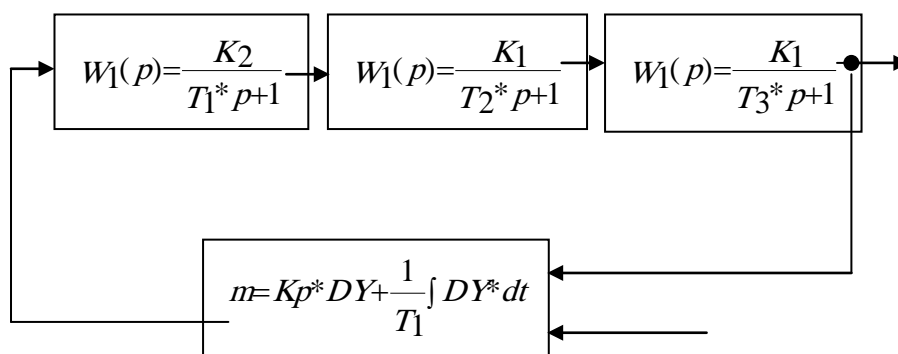 W1(p)=K2/(T1*p+1)
W1(p)=K1/(T2*p+1)
W1(p)=K1/(T3*p+1)
m=Kp*DY+1/T1∫DY*dt